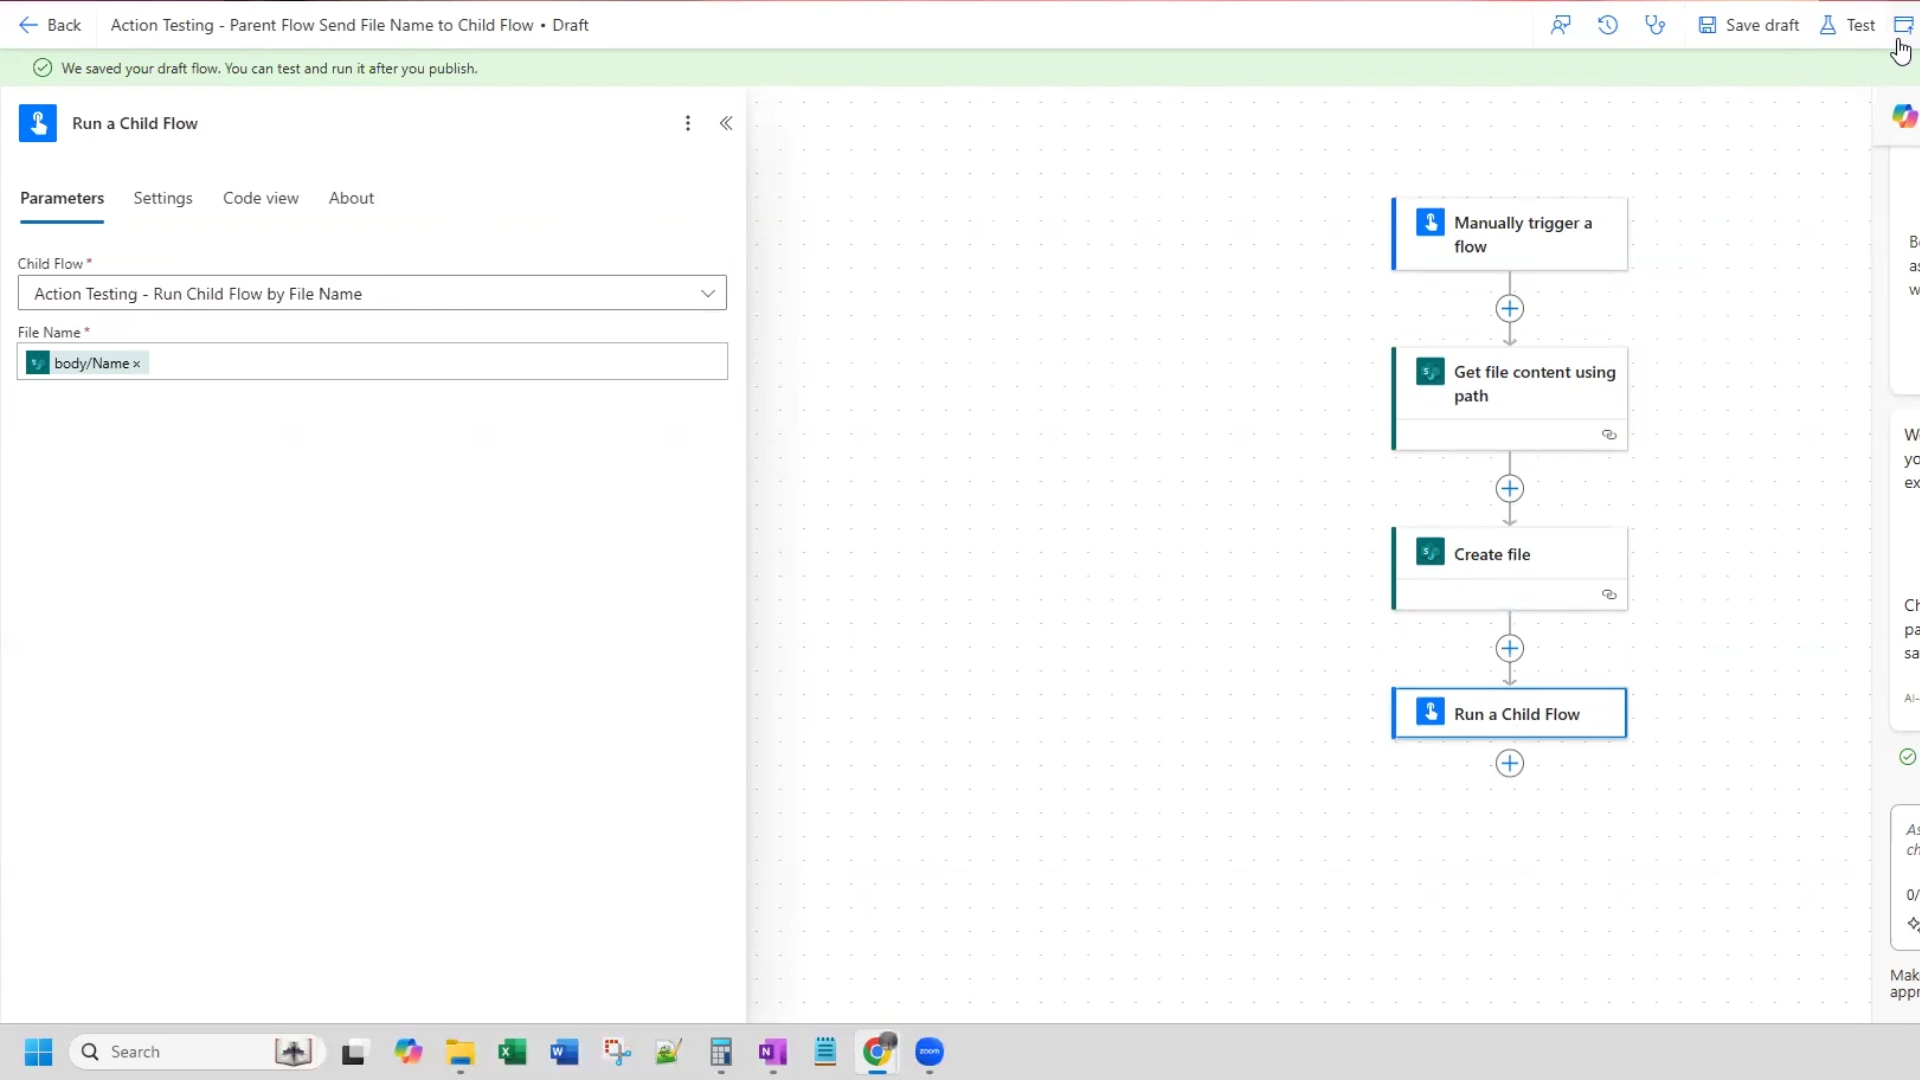 Back
Action Testing - Parent Flow Send File Name to Child Flow • Draft
Save draft
Test
We saved your draft flow. You can test and run it after you publish.
Run a Child Flow
Parameters
Settings
Code view
About
Child Flow *
Action Testing - Run Child Flow by File Name
File Name *
body/Name ×
Manually trigger a
flow
Get file content using
path
Create file
Run a Child Flow
AI-
0/
Search
zoom